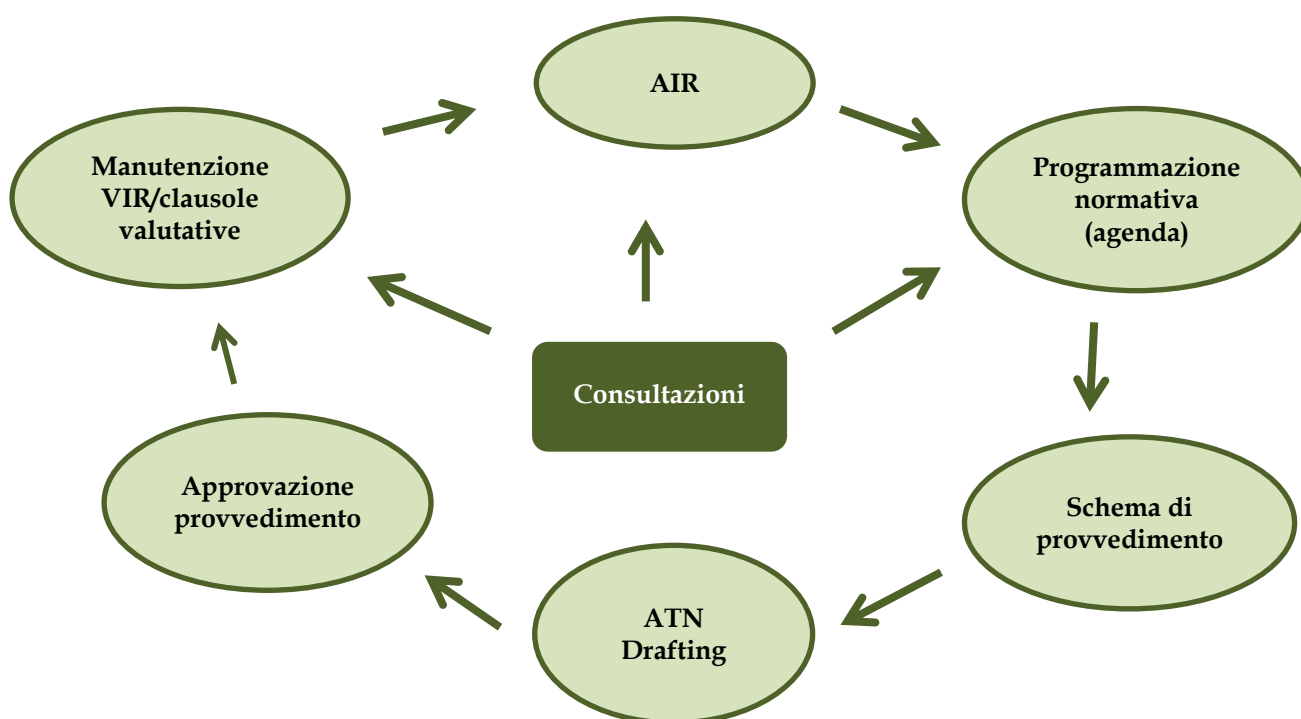 AIR
Manutenzione
VIR/clausole
valutative
Programmazione
normativa
(agenda)
Consultazioni
Approvazione
provvedimento
Schema di
provvedimento
ATN
Drafting